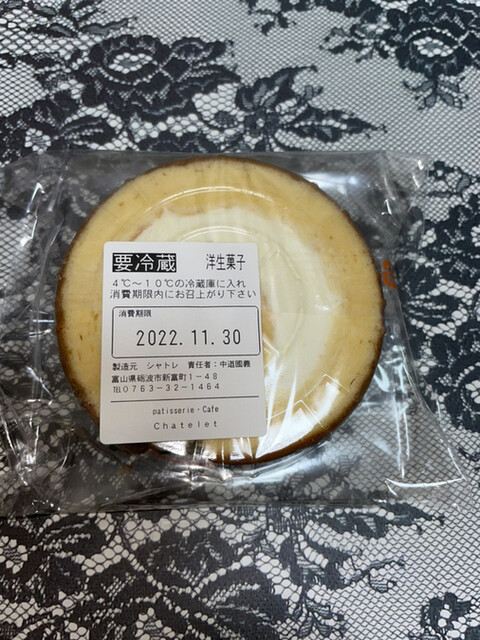 要冷蔵 洋生菓子
4℃～10℃の冷蔵庫に入れ
消費期限内にお召上がり下さい
消費期限
2022.11.30
製造元 シャトレ 責任者：中道國義
富山県砺波市新富町1－48
℡0763－32－1464
patisserie・Cafe
Chatelet